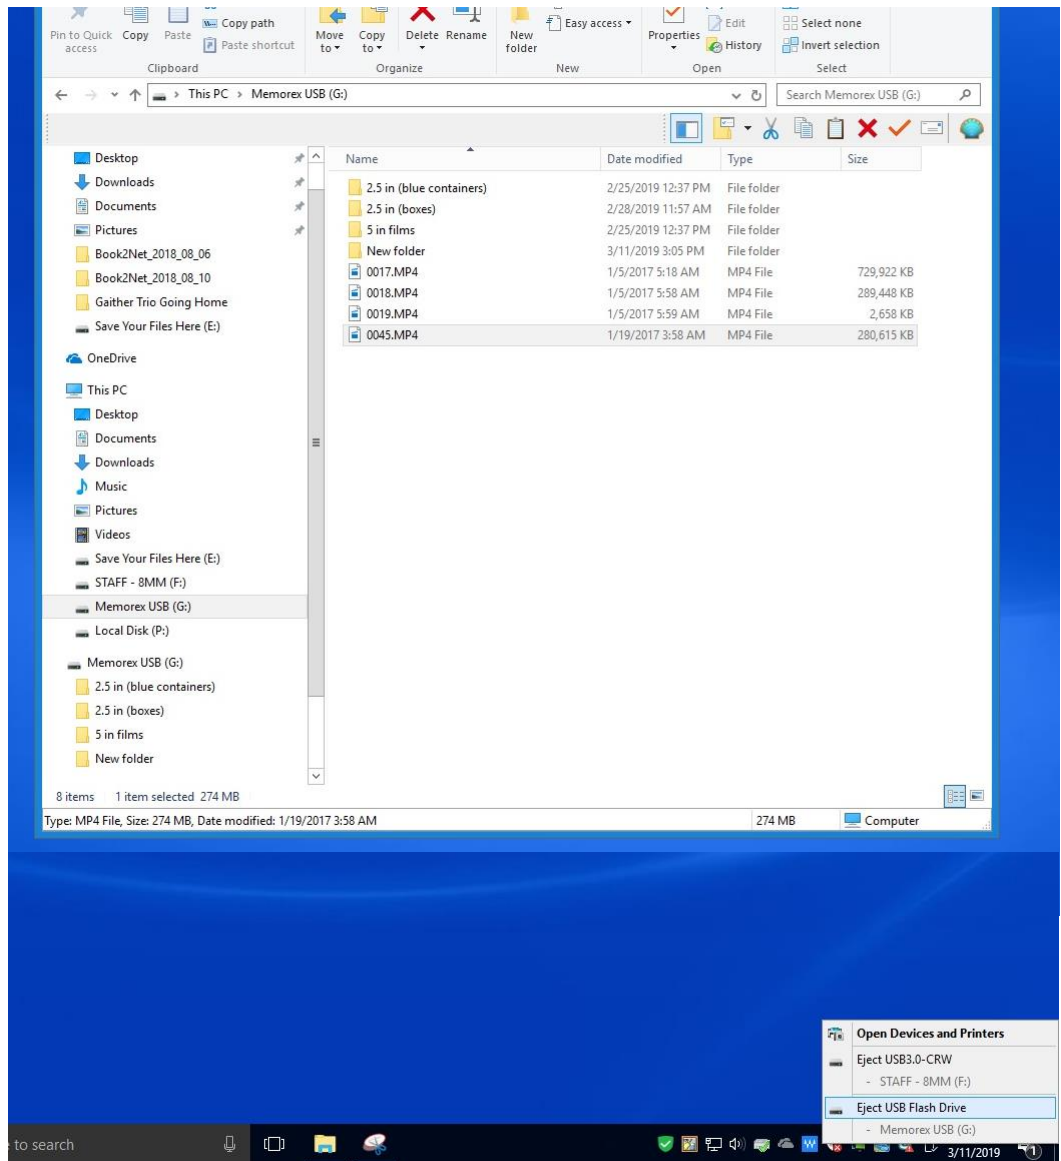 Copy path
Easy access
Edit
Select none
Pin to Quick access
Copy
Paste
Paste shortcut
Move to
Copy to
Delete
Rename
New folder
Properties
History
Invert selection
Clipboard
Organize
New
Open
Select
This PC > Memorex USB (G:)
Search Memorex USB (G:)
Name Date modified Type Size
2.5 in (blue containers) 2/25/2019 12:37 PM File folder
2.5 in (boxes) 2/28/2019 11:57 AM File folder
5 in films 2/25/2019 12:37 PM File folder
New folder 3/11/2019 3:05 PM File folder
0017.MP4 1/5/2017 5:18 AM MP4 File 729,922 KB
0018.MP4 1/5/2017 5:58 AM MP4 File 289,448 KB
0019.MP4 1/5/2017 5:59 AM MP4 File 2,658 KB
0045.MP4 1/19/2017 3:58 AM MP4 File 280,615 KB
Desktop
Downloads
Documents
Pictures
Book2Net_2018_08_06
Book2Net_2018_08_10
Gaither Trio Going Home
Save Your Files Here (E:)
OneDrive
This PC
Desktop
Documents
Downloads
Music
Pictures
Videos
Save Your Files Here (E:)
STAFF - 8MM (F:)
Memorex USB (G:)
Local Disk (P:)
Memorex USB (G:)
2.5 in (blue containers)
2.5 in (boxes)
5 in films
New folder
8 items 1 item selected 274 MB
Type: MP4 File, Size: 274 MB, Date modified: 1/19/2017 3:58 AM 274 MB Computer
Open Devices and Printers
Eject USB3.0-CRW
- STAFF - 8MM (F:)
Eject USB Flash Drive
- Memorex USB (G:)
to search
3/11/2019
1